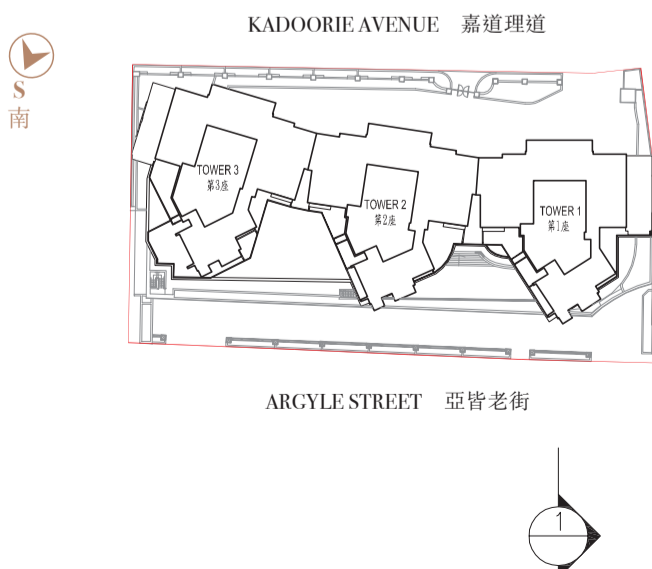 KADOORIE AVENUE 嘉道理道
S
南
TOWER 3
第3座
TOWER 2
第2座
TOWER 1
第1座
ARGYLE STREET 亞皆老街
1